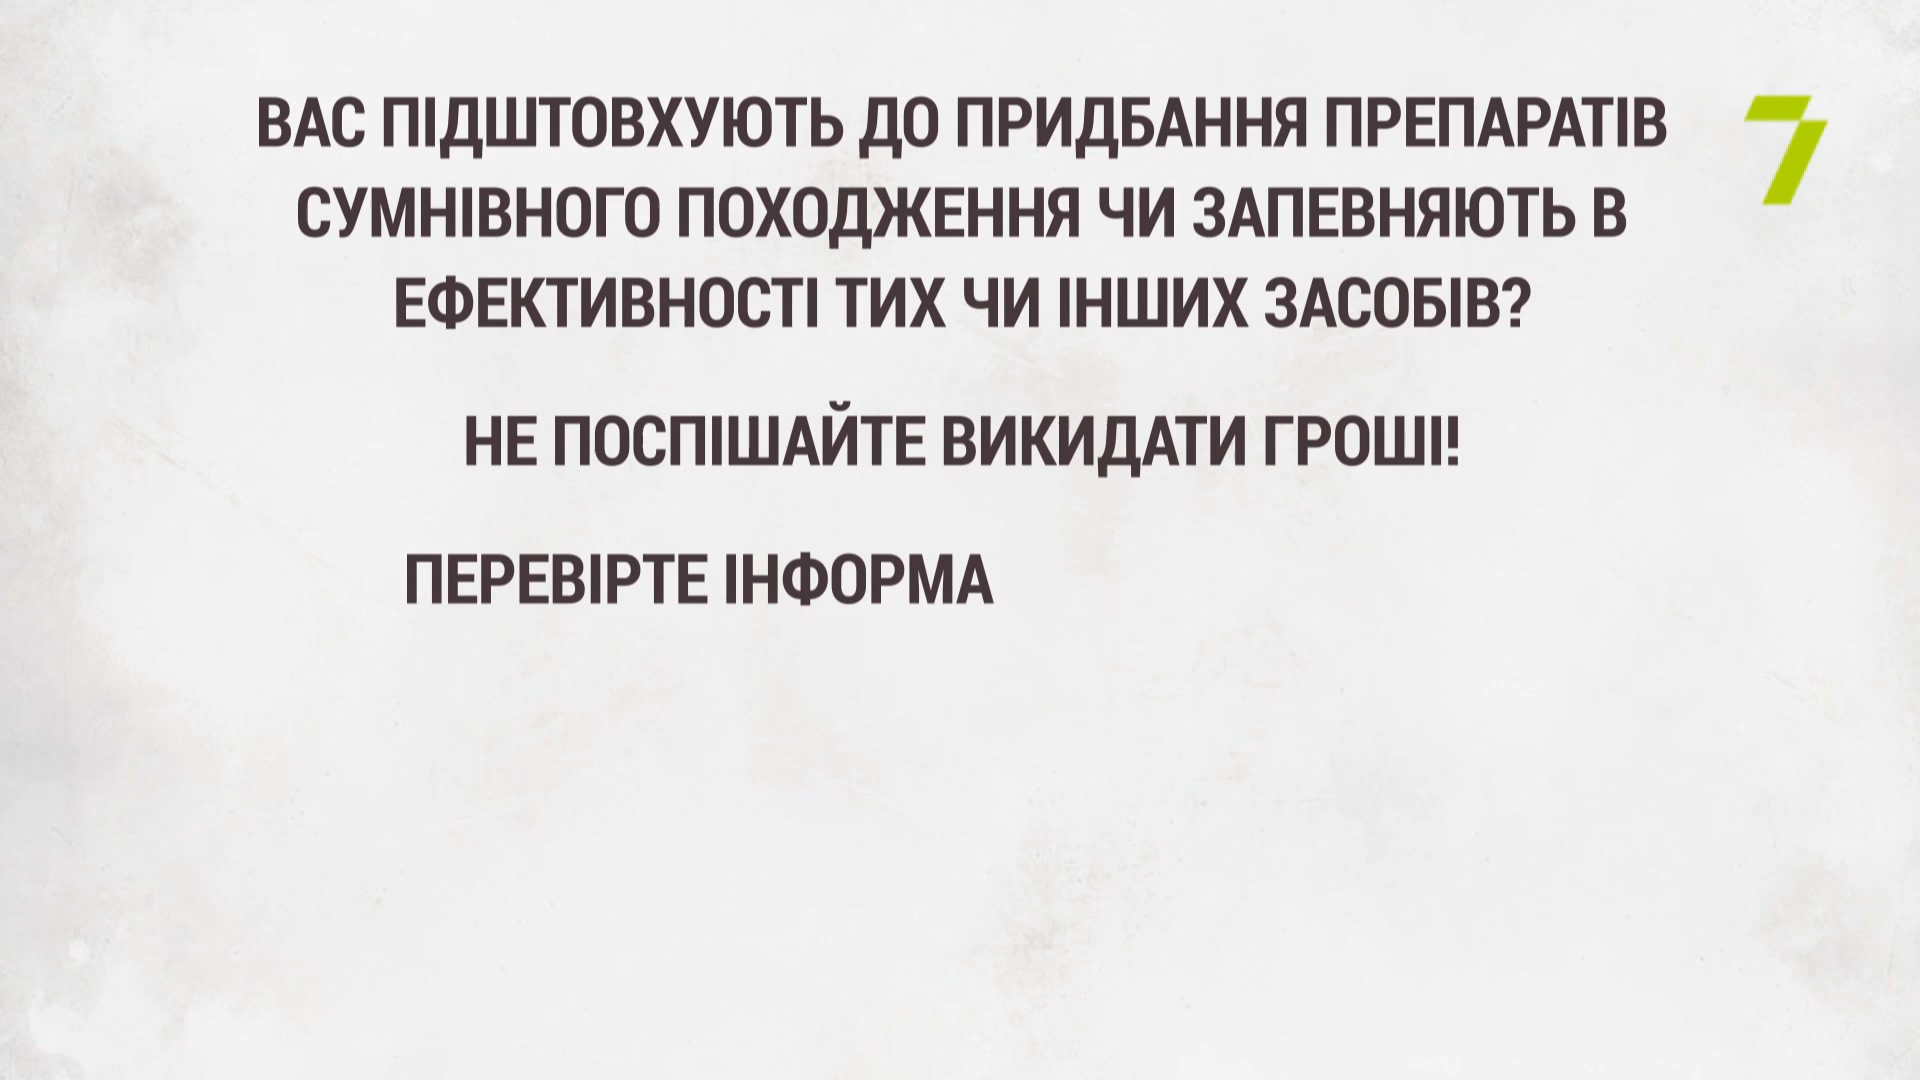 ВАС ПІДШТОВХУЮТЬ ДО ПРИДБАННЯ ПРЕПАРАТІВ
СУМНІВНОГО ПОХОДЖЕННЯ ЧИ ЗАПЕВНЯЮТЬ В
ЕФЕКТИВНОСТІ ТИХ ЧИ ІНШИХ ЗАСОБІВ?
НЕ ПОСПІШАЙТЕ ВИКИДАТИ ГРОШІ!
ПЕРЕВІРТЕ ІНФОРМА
7